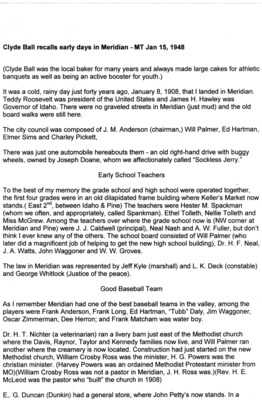 Clyde Ball recalls early days in Meridian - MT Jan 15, 1948
(Clyde Ball was the local baker for many years and always made large cakes for athletic
banquets as well as being an active booster for youth.)
It was a cold, rainy day just forty years ago, January 8, 1908, that I landed in Meridian.
Teddy Roosevelt was president of the United States and James H. Hawley was
Governor of Idaho. There were no graveled streets in Meridian (just mud) and the old
board walks still here.
The city council was composed of J. M. Anderson (chairman,) Will Palmer, Ed Hartman,
Elmer Sims and Charley Pickett,
There was just one automobile hereabouts them - an old right-hand drive with buggy
wheels, owned by Joseph Doane, whom we affectionately called “Sockless Jerry.”
Early School Teachers
To the best of my memory the grade school and high school were operated together,
the first four grades were in an old dilapidated frame building where Keller's Market now
stands.( East 2nd, between Idaho & Pine) The teachers were Hester M. Spackman
(whom we often, and appropriately, called Spankman). Ethel Tolleth, Nellie Tolleth and
Miss McGrew. Among the teachers over where the grade school now is (NW corner at
Meridian and Pine) were J. J. Caldwell (principal), Neal Nash and A. W. Fuller, but don't
think I ever knew any of the others. The school board consisted of Will Palmer (who
later did a magnificent job of helping to get the new high school building), Dr. H. F. Neal,
J. A. Watts, John Waggoner and W. G. Downs.
The law in Meridian was represented by Jeff Kyle (marshall) and L. K. Deck (constable)
and George Whitlock (Justice of the peace).
Good Baseball Team
As I remember Meridian had one of the best baseball teams in the valley, among the
players were Frank Anderson, Frank Long, Ed Hartman, “Tubb” Daly, Jim Waggoner,
Oscar Zimmerman, Dee Herron; and Frank Matcham was water boy.
Dr. H. T. Nichter (a veterinarian) ran a livery barn just east of the Methodist church
where the Davis, Raynor, Taylor and Kennedy families now live, and Will Palmer ran
another where the creamery is now located. Construction had just started on the new
Methodist church, William Crosby Ross was the minister, H. G. Powers was the
christian minister. (Harvey Powers was an ordained Methodist Protestant minister from
MO)(William Crosby Ross was not a pastor in Meridian, J. H. Ross was.)(Rev. H. E.
McLeod was the pastor who “built” the church in 1908)
E,. G. Duncan (Dunkin) had a general store, where John Petty's now stands. In a